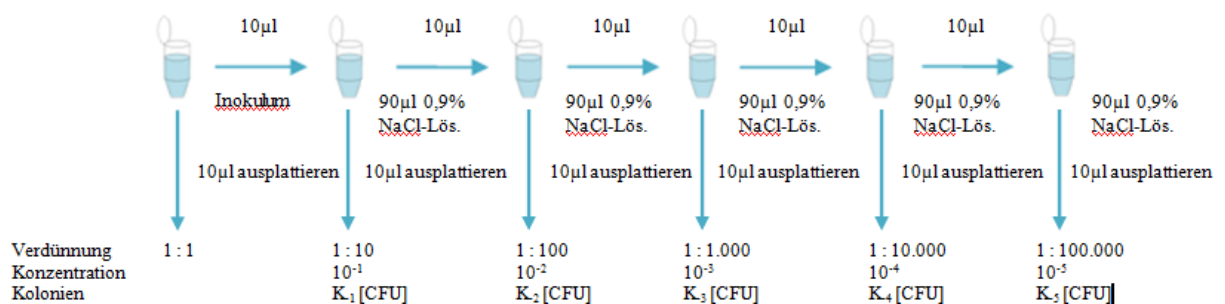 10µl 10µl 10µl 10µl 10µl
Inokulum 90µl 0,9% 90µl 0,9% 90µl 0,9% 90µl 0,9% 90µl 0,9%
NaCl-Lös. NaCl-Lös. NaCl-Lös. NaCl-Lös. NaCl-Lös.
10µl ausplattieren 10µl ausplattieren 10µl ausplattieren 10µl ausplattieren 10µl ausplattieren 10µl ausplattieren
Verdünnung 1 : 1 1 : 10 1 : 100 1 : 1.000 1 : 10.000 1 : 100.000
Konzentration 10⁻¹ 10⁻² 10⁻³ 10⁻⁴ 10⁻⁵
Kolonien K₁ [CFU] K₂ [CFU] K₃ [CFU] K₄ [CFU] K₅ [CFU]